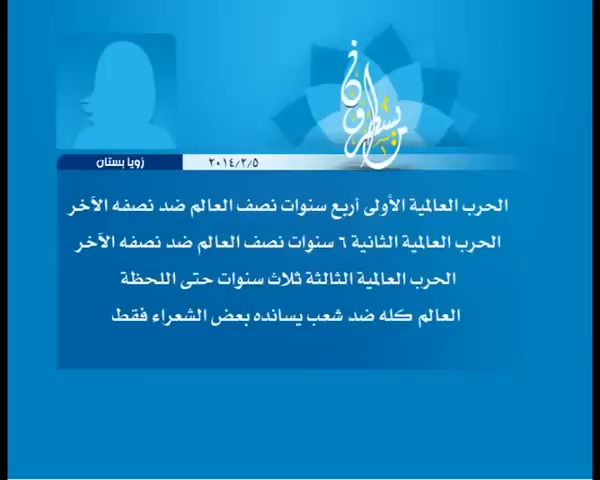 زويا بستان
٢٠١٤/٢/٥
الحرب العالمية الأولى أربع سنوات نصف العالم ضد نصفه الآخر
الحرب العالمية الثانية ٦ سنوات نصف العالم ضد نصفه الآخر
الحرب العالمية الثالثة ثلاث سنوات حتى اللحظة
العالم كله ضد شعب يسانده بعض الشعراء فقط